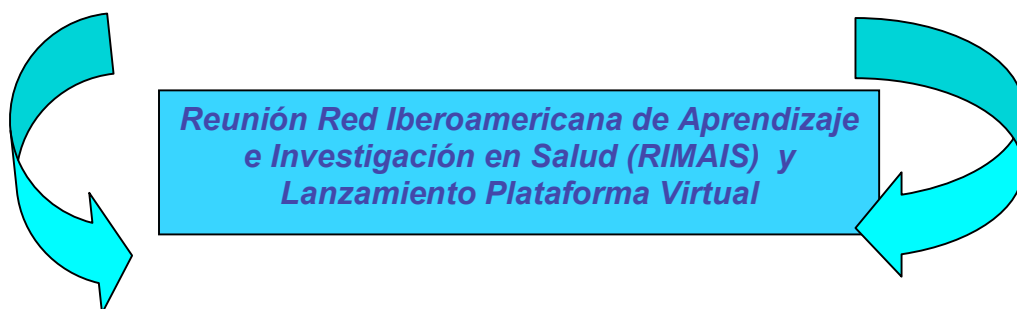 Reunión Red Iberoamericana de Aprendizaje
e Investigación en Salud (RIMAIS) y
Lanzamiento Plataforma Virtual